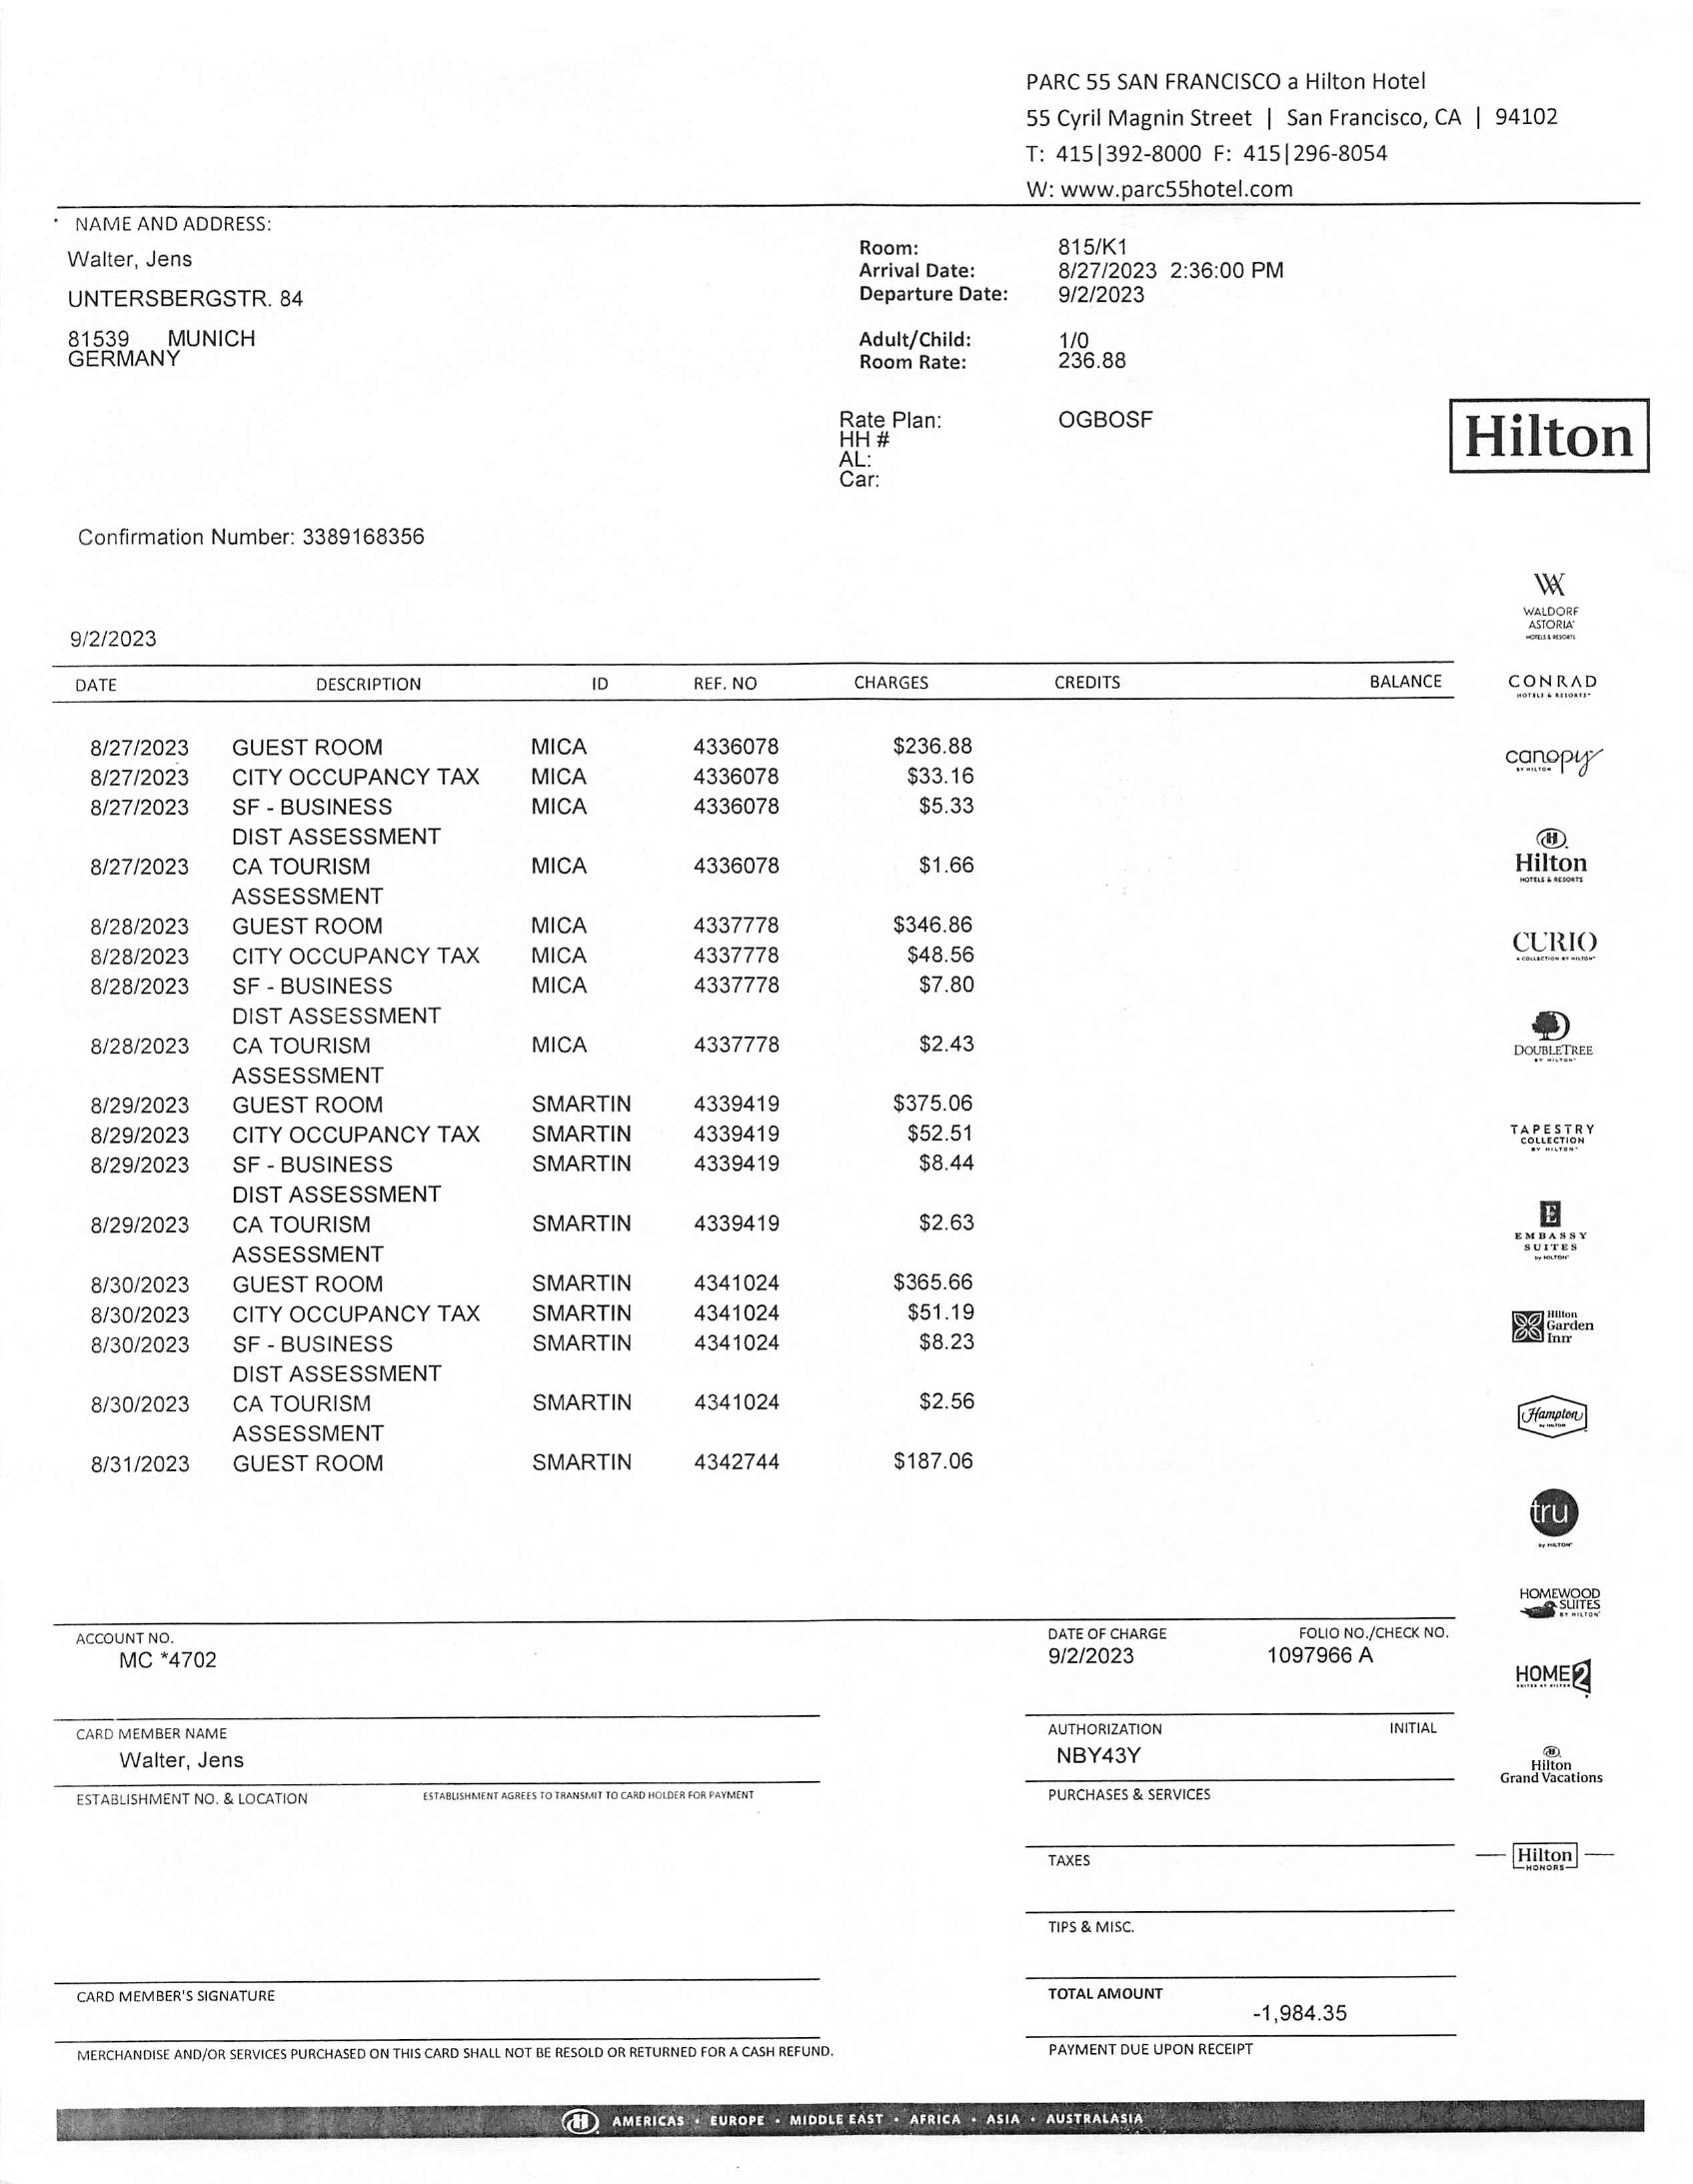 PARC 55 SAN FRANCISCO a Hilton Hotel
55 Cyril Magnin Street | San Francisco, CA | 94102
T: 415|392-8000 F: 415|296-8054
W: www.parc55hotel.com
NAME AND ADDRESS:
Walter, Jens
UNTERSBERGSTR. 84
81539 MUNICH
GERMANY
Room: 815/K1
Arrival Date: 8/27/2023 2:36:00 PM
Departure Date: 9/2/2023
Adult/Child: 1/0
Room Rate: 236.88
Rate Plan: OGBOSF
HH #
AL:
Car:
Hilton
Confirmation Number: 3389168356
9/2/2023
DATE DESCRIPTION ID REF. NO CHARGES CREDITS BALANCE
8/27/2023 GUEST ROOM MICA 4336078 $236.88
8/27/2023 CITY OCCUPANCY TAX MICA 4336078 $33.16
8/27/2023 SF - BUSINESS MICA 4336078 $5.33
DIST ASSESSMENT
8/27/2023 CA TOURISM MICA 4336078 $1.66
ASSESSMENT
8/28/2023 GUEST ROOM MICA 4337778 $346.86
8/28/2023 CITY OCCUPANCY TAX MICA 4337778 $48.56
8/28/2023 SF - BUSINESS MICA 4337778 $7.80
DIST ASSESSMENT
8/28/2023 CA TOURISM MICA 4337778 $2.43
ASSESSMENT
8/29/2023 GUEST ROOM SMARTIN 4339419 $375.06
8/29/2023 CITY OCCUPANCY TAX SMARTIN 4339419 $52.51
8/29/2023 SF - BUSINESS SMARTIN 4339419 $8.44
DIST ASSESSMENT
8/29/2023 CA TOURISM SMARTIN 4339419 $2.63
ASSESSMENT
8/30/2023 GUEST ROOM SMARTIN 4341024 $365.66
8/30/2023 CITY OCCUPANCY TAX SMARTIN 4341024 $51.19
8/30/2023 SF - BUSINESS SMARTIN 4341024 $8.23
DIST ASSESSMENT
8/30/2023 CA TOURISM SMARTIN 4341024 $2.56
ASSESSMENT
8/31/2023 GUEST ROOM SMARTIN 4342744 $187.06
WALDORF
ASTORIA
HOTELS & RESORTS
CONRAD
HOTELS & RESORTS
canopy
BY HILTON
Hilton
HOTELS & RESORTS
CURIO
A COLLECTION BY HILTON
DOUBLETREE
BY HILTON
TAPESTRY
COLLECTION
BY HILTON
E
EMBASSY
SUITES
by HILTON
Hilton
Garden
Inn
Hampton
by HILTON
tru
by HILTON
HOMEWOOD
SUITES
BY HILTON
HOME2
SUITES BY HILTON
Hilton
Grand Vacations
Hilton
HONORS
ACCOUNT NO.
MC *4702
DATE OF CHARGE FOLIO NO./CHECK NO.
9/2/2023 1097966 A
CARD MEMBER NAME
Walter, Jens
AUTHORIZATION INITIAL
NBY43Y
ESTABLISHMENT NO. & LOCATION ESTABLISHMENT AGREES TO TRANSMIT TO CARD HOLDER FOR PAYMENT
PURCHASES & SERVICES
TAXES
TIPS & MISC.
CARD MEMBER'S SIGNATURE
TOTAL AMOUNT
-1,984.35
MERCHANDISE AND/OR SERVICES PURCHASED ON THIS CARD SHALL NOT BE RESOLD OR RETURNED FOR A CASH REFUND.
PAYMENT DUE UPON RECEIPT
AMERICAS • EUROPE • MIDDLE EAST • AFRICA • ASIA • AUSTRALASIA